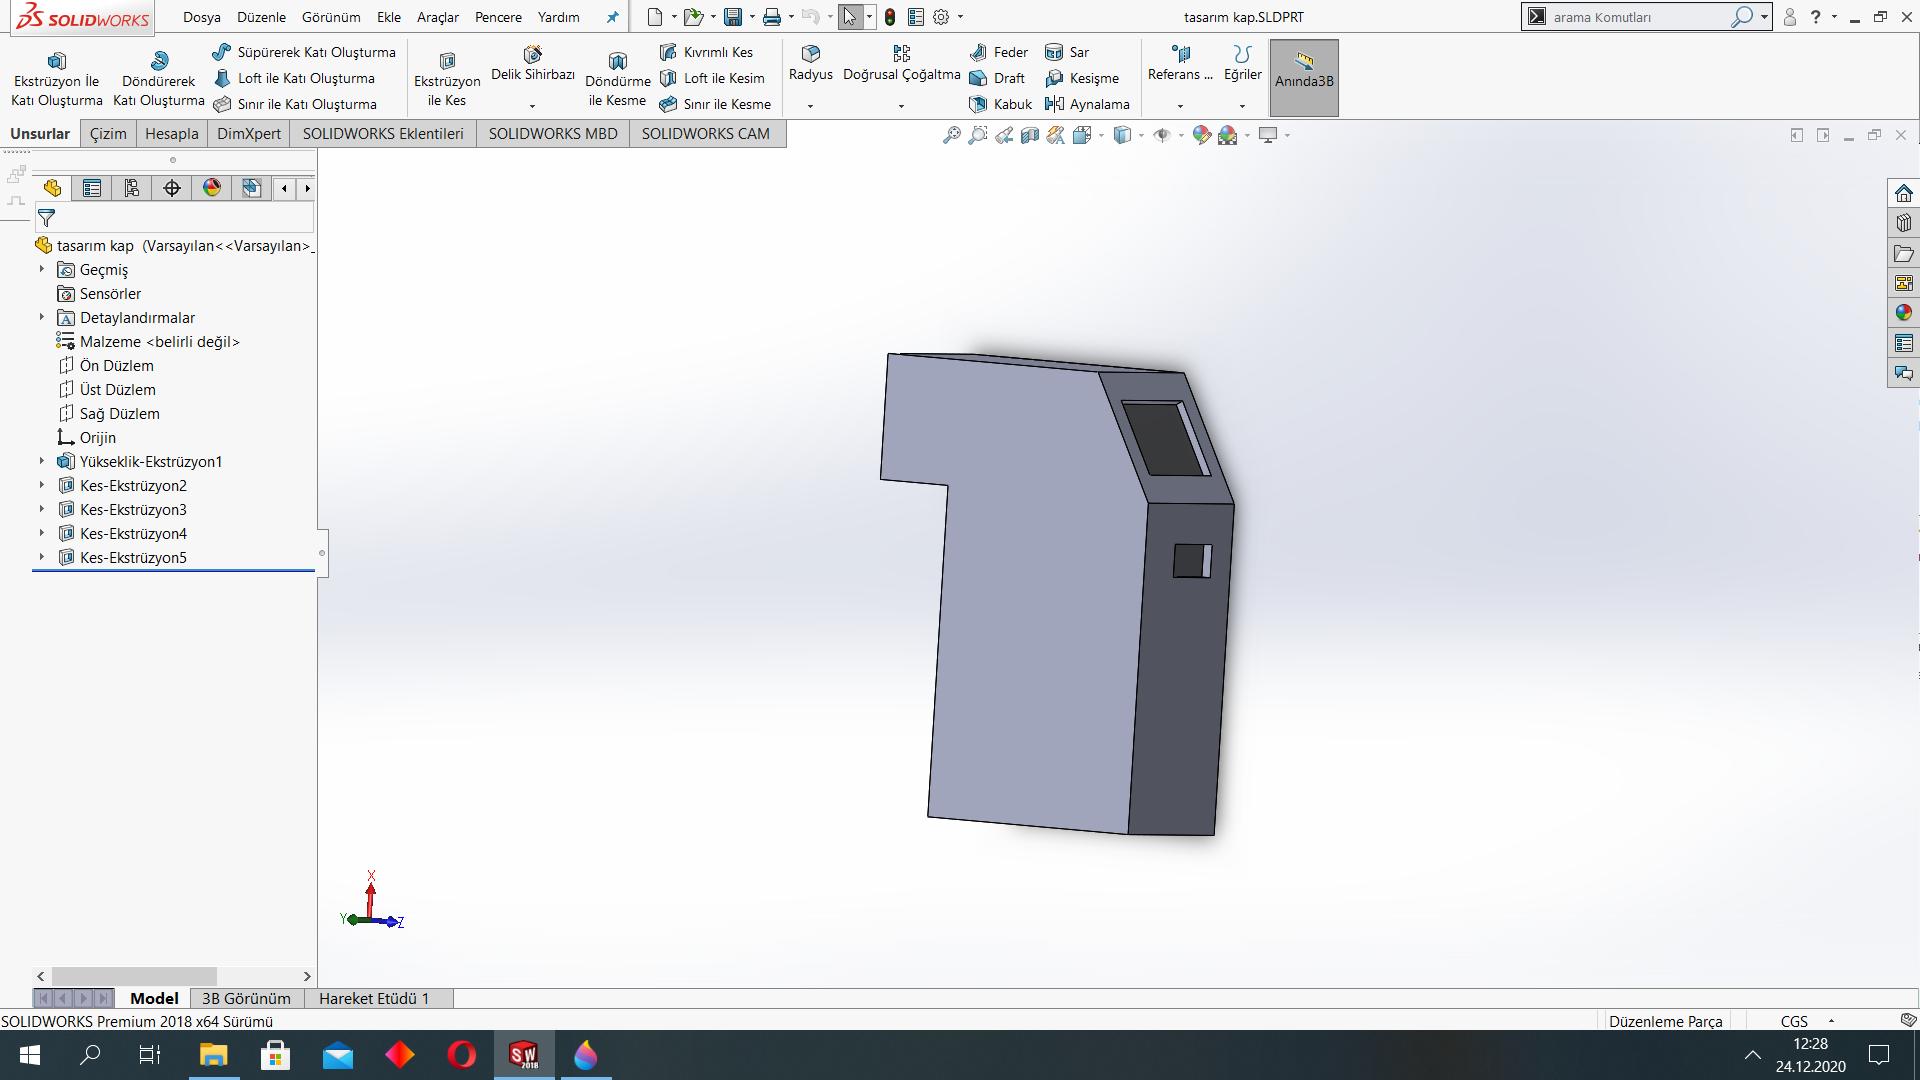 SOLIDWORKS
Dosya Düzenle Görünüm Ekle Araçlar Pencere Yardım
tasarım kap.SLDPRT
arama Komutları
?
Ekstrüzyon İle Katı Oluşturma
Döndürerek Katı Oluşturma
Süpürerek Katı Oluşturma
Loft ile Katı Oluşturma
Sınır ile Katı Oluşturma
Ekstrüzyon ile Kes
Delik Sihirbazı
Döndürme ile Kesme
Kıvrımlı Kes
Loft ile Kesim
Sınır ile Kesme
Radyus
Doğrusal Çoğaltma
Feder
Draft
Kabuk
Sar
Kesişme
Aynalama
Referans ...
Eğriler
Anında3B
Unsurlar Çizim Hesapla DimXpert SOLIDWORKS Eklentileri SOLIDWORKS MBD SOLIDWORKS CAM
tasarım kap (Varsayılan<<Varsayılan>_
Geçmiş
Sensörler
Detaylandırmalar
Malzeme <belirli değil>
Ön Düzlem
Üst Düzlem
Sağ Düzlem
Orijin
Yükseklik-Ekstrüzyon1
Kes-Ekstrüzyon2
Kes-Ekstrüzyon3
Kes-Ekstrüzyon4
Kes-Ekstrüzyon5
X
Y
Z
Model 3B Görünüm Hareket Etüdü 1
SOLIDWORKS Premium 2018 x64 Sürümü
Düzenleme Parça CGS
SW 2018
12:28
24.12.2020